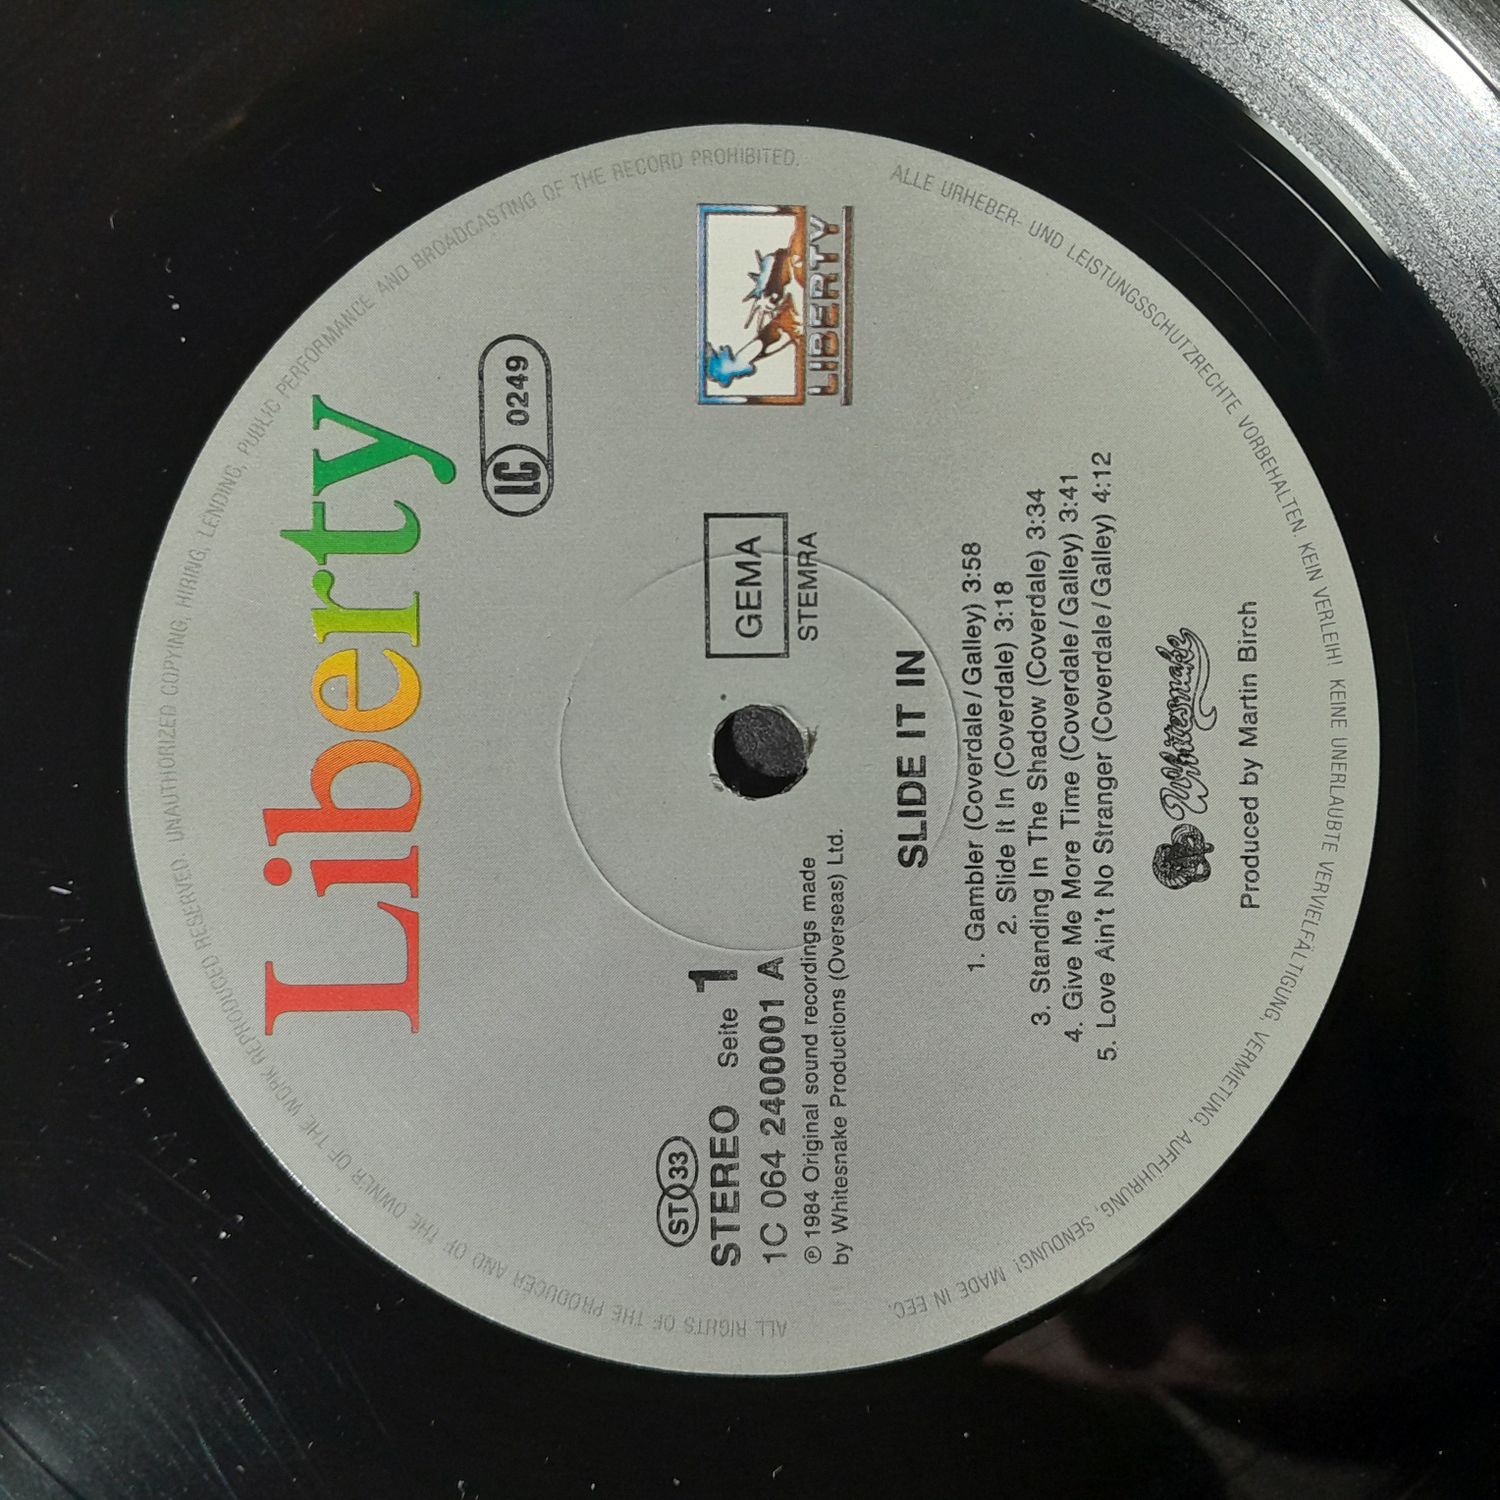 Liberty
LC 0249
ST 33
STEREO Seite 1
1C 064 2400001 A
℗ 1984 Original sound recordings made
by Whitesnake Productions (Overseas) Ltd.
GEMA
STEMRA
LIBERTY
SLIDE IT IN
1. Gambler (Coverdale/Galley) 3:58
2. Slide It In (Coverdale) 3:18
3. Standing In The Shadow (Coverdale) 3:34
4. Give Me More Time (Coverdale/Galley) 3:41
5. Love Ain't No Stranger (Coverdale/Galley) 4:12
Whitesnake
Produced by Martin Birch
ALL RIGHTS OF THE PRODUCER AND OF THE OWNER OF THE WORK REPRODUCED RESERVED. UNAUTHORIZED COPYING, HIRING, LENDING, PUBLIC PERFORMANCE AND BROADCASTING OF THE RECORD PROHIBITED.
ALLE URHEBER- UND LEISTUNGSSCHUTZRECHTE VORBEHALTEN. KEIN VERLEIH! KEINE UNERLAUBTE VERVIELFÄLTIGUNG, VERMIETUNG, AUFFÜHRUNG, SENDUNG! MADE IN EEC.